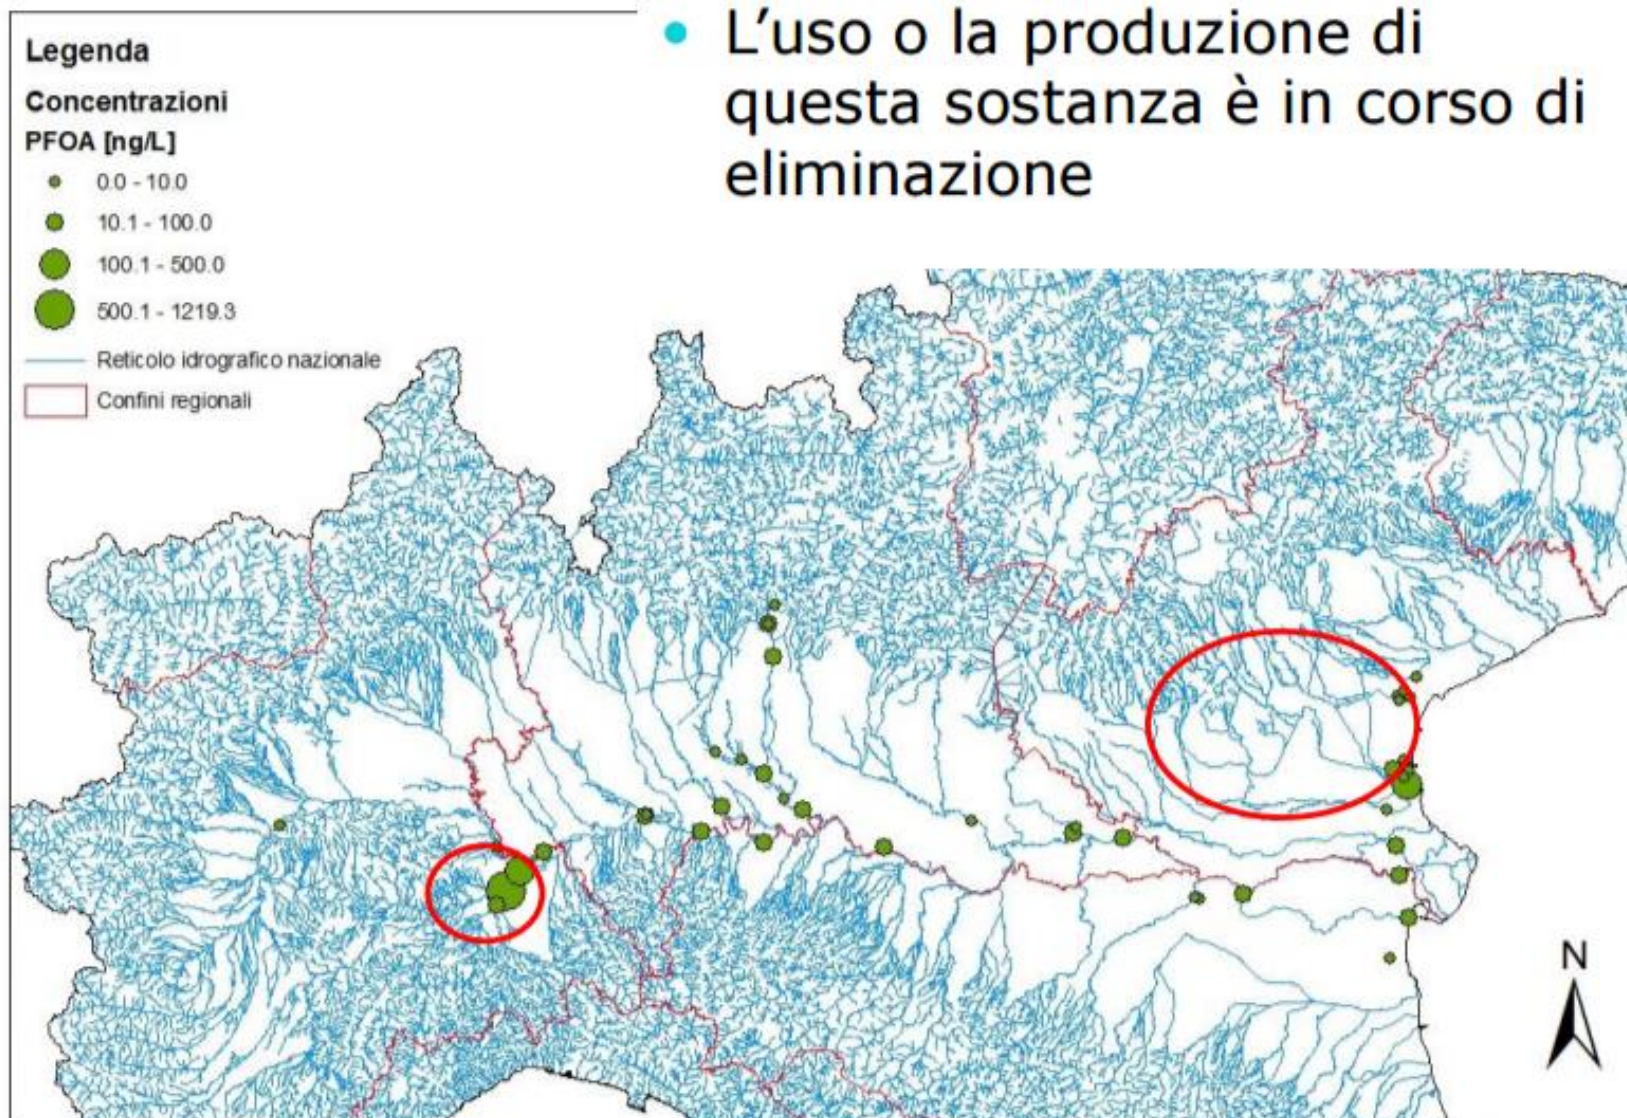 Legenda
Concentrazioni
PFOA [ng/L]
0.0 - 10.0
10.1 - 100.0
100.1 - 500.0
500.1 - 1219.3
Reticolo idrografico nazionale
Confini regionali
• L'uso o la produzione di
questa sostanza è in corso di
eliminazione
N